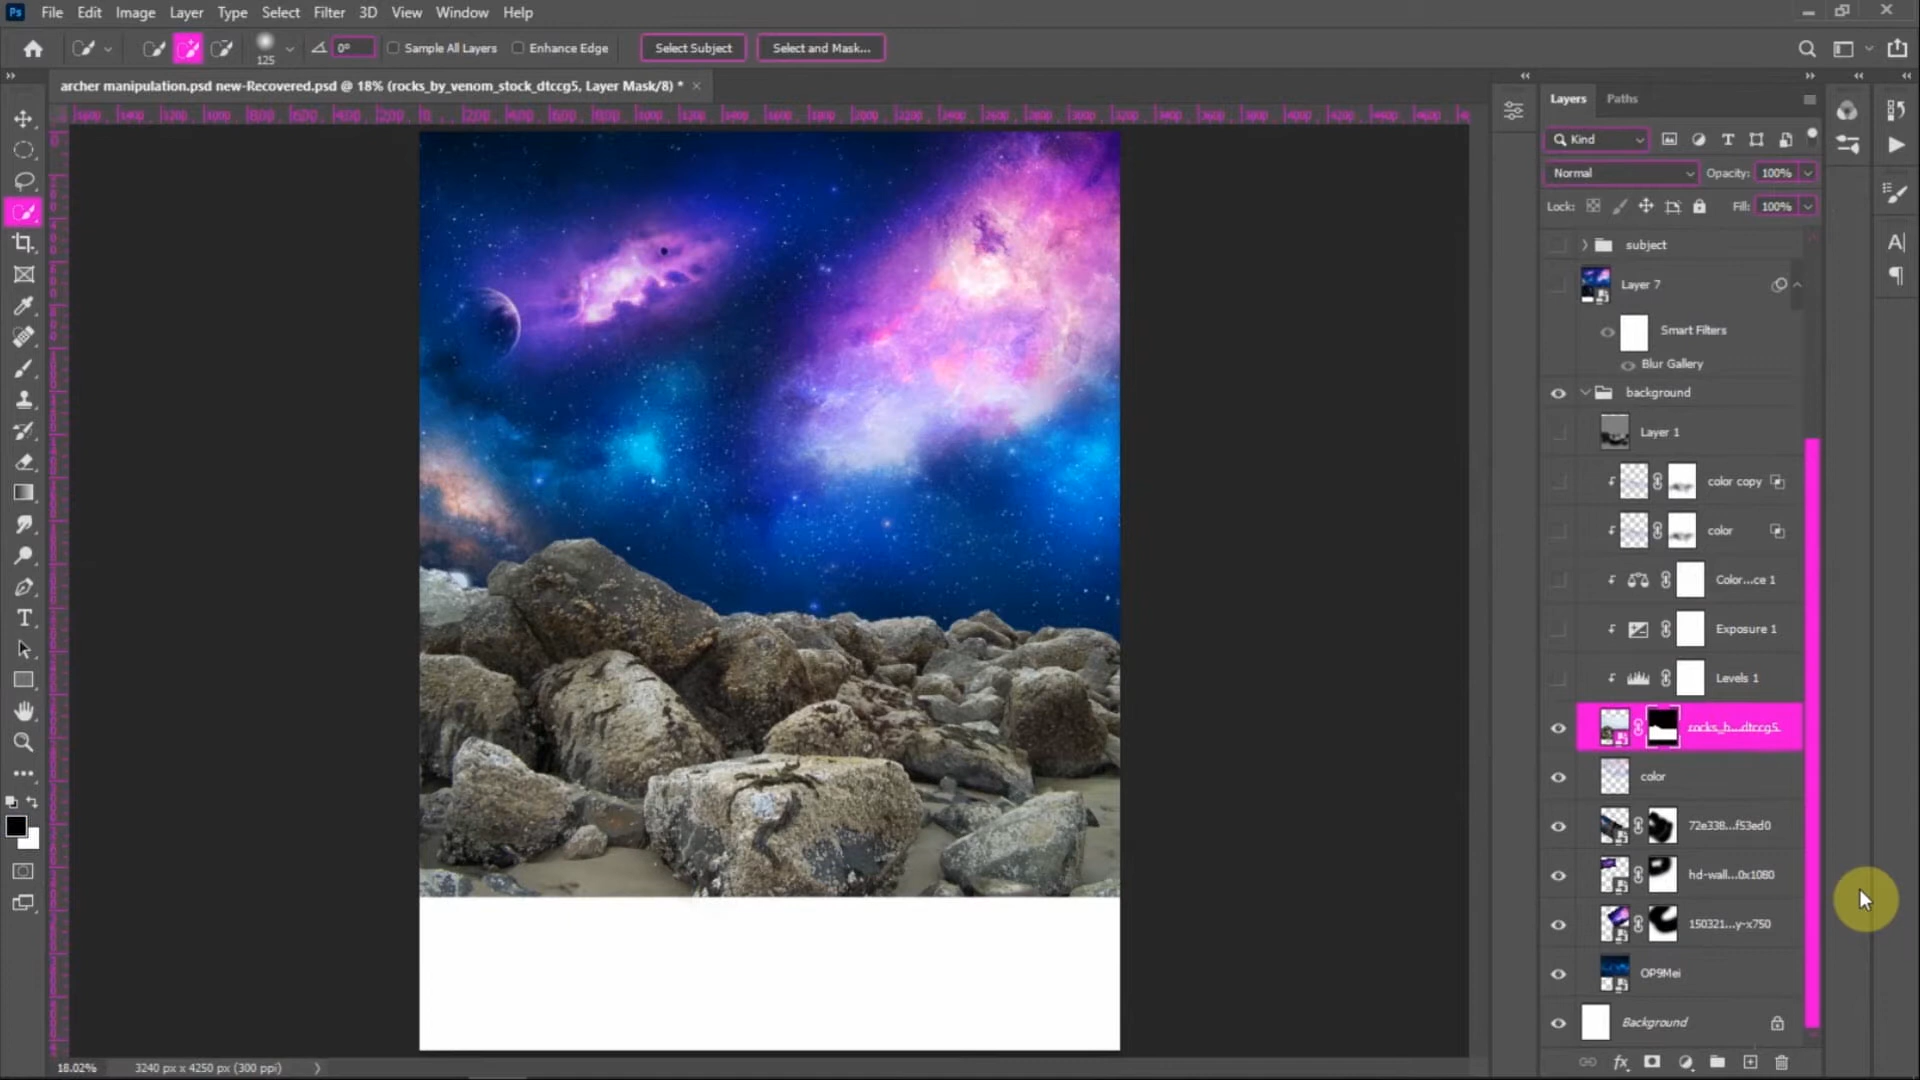 Ps File Edit Image Layer Type Select Filter 3D View Window Help
125 0° Sample All Layers Enhance Edge Select Subject Select and Mask...
archer manipulation.psd new-Recovered.psd @ 18% (rocks_by_venom_stock_dtccg5, Layer Mask/8) * ×
Layers Paths
Kind
Normal Opacity: 100%
Lock: Fill: 100%
subject
Layer 7
Smart Filters
Blur Gallery
background
Layer 1
color copy
color
Color...ce 1
Exposure 1
Levels 1
rocks_b...dtccg5
color
72e338...f53ed0
hd-wall...0x1080
150321...y-x750
OP9Mei
Background
18.02% 3240 px x 4250 px (300 ppi)